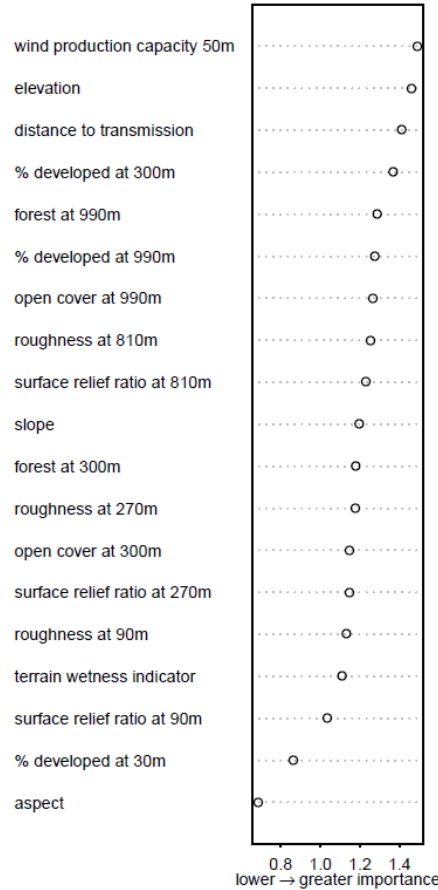 wind production capacity 50m
elevation
distance to transmission
% developed at 300m
forest at 990m
% developed at 990m
open cover at 990m
roughness at 810m
surface relief ratio at 810m
slope
forest at 300m
roughness at 270m
open cover at 300m
surface relief ratio at 270m
roughness at 90m
terrain wetness indicator
surface relief ratio at 90m
% developed at 30m
aspect
0.8 1.0 1.2 1.4
lower → greater importance